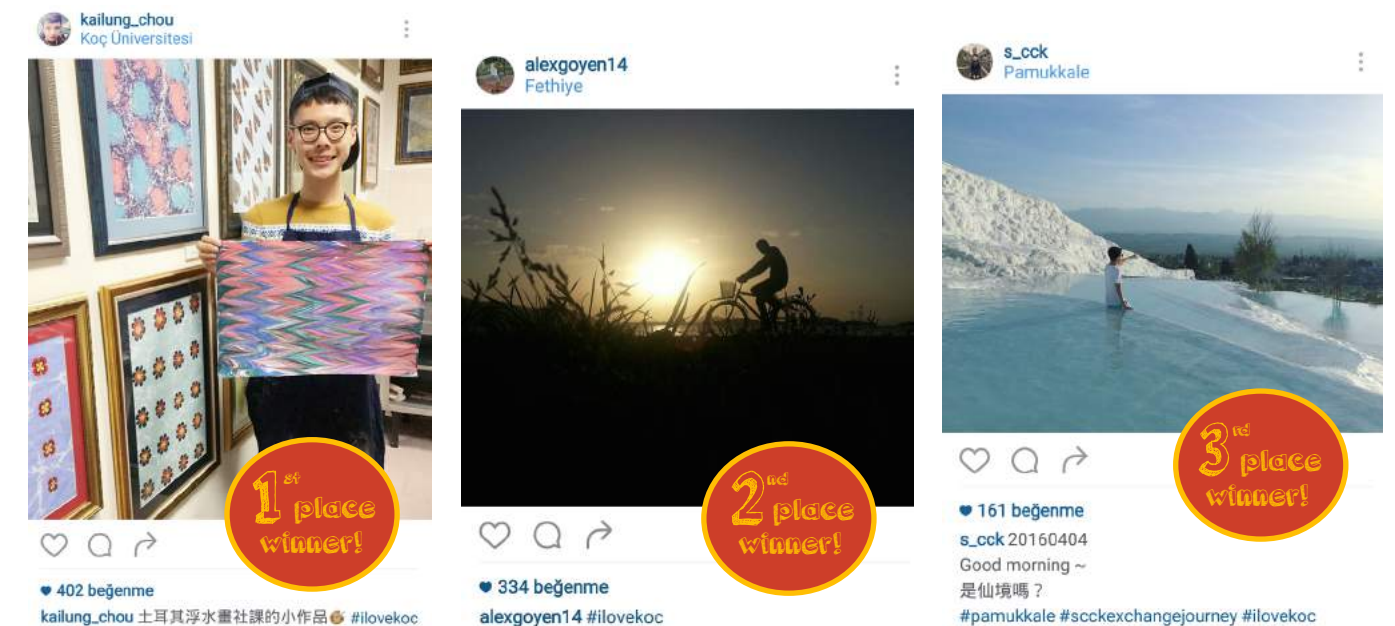 kailung_chou
Koç Üniversitesi
1st
place
winner!
402 beğenme
kailung_chou 土耳其浮水畫社課的小作品 #ilovekoc
alexgoyen14
Fethiye
2nd
place
winner!
334 beğenme
alexgoyen14 #ilovekoc
s_cck
Pamukkale
3rd
place
winner!
161 beğenme
s_cck 20160404
Good morning ~
是仙境嗎？
#pamukkale #scckexchangejourney #ilovekoc